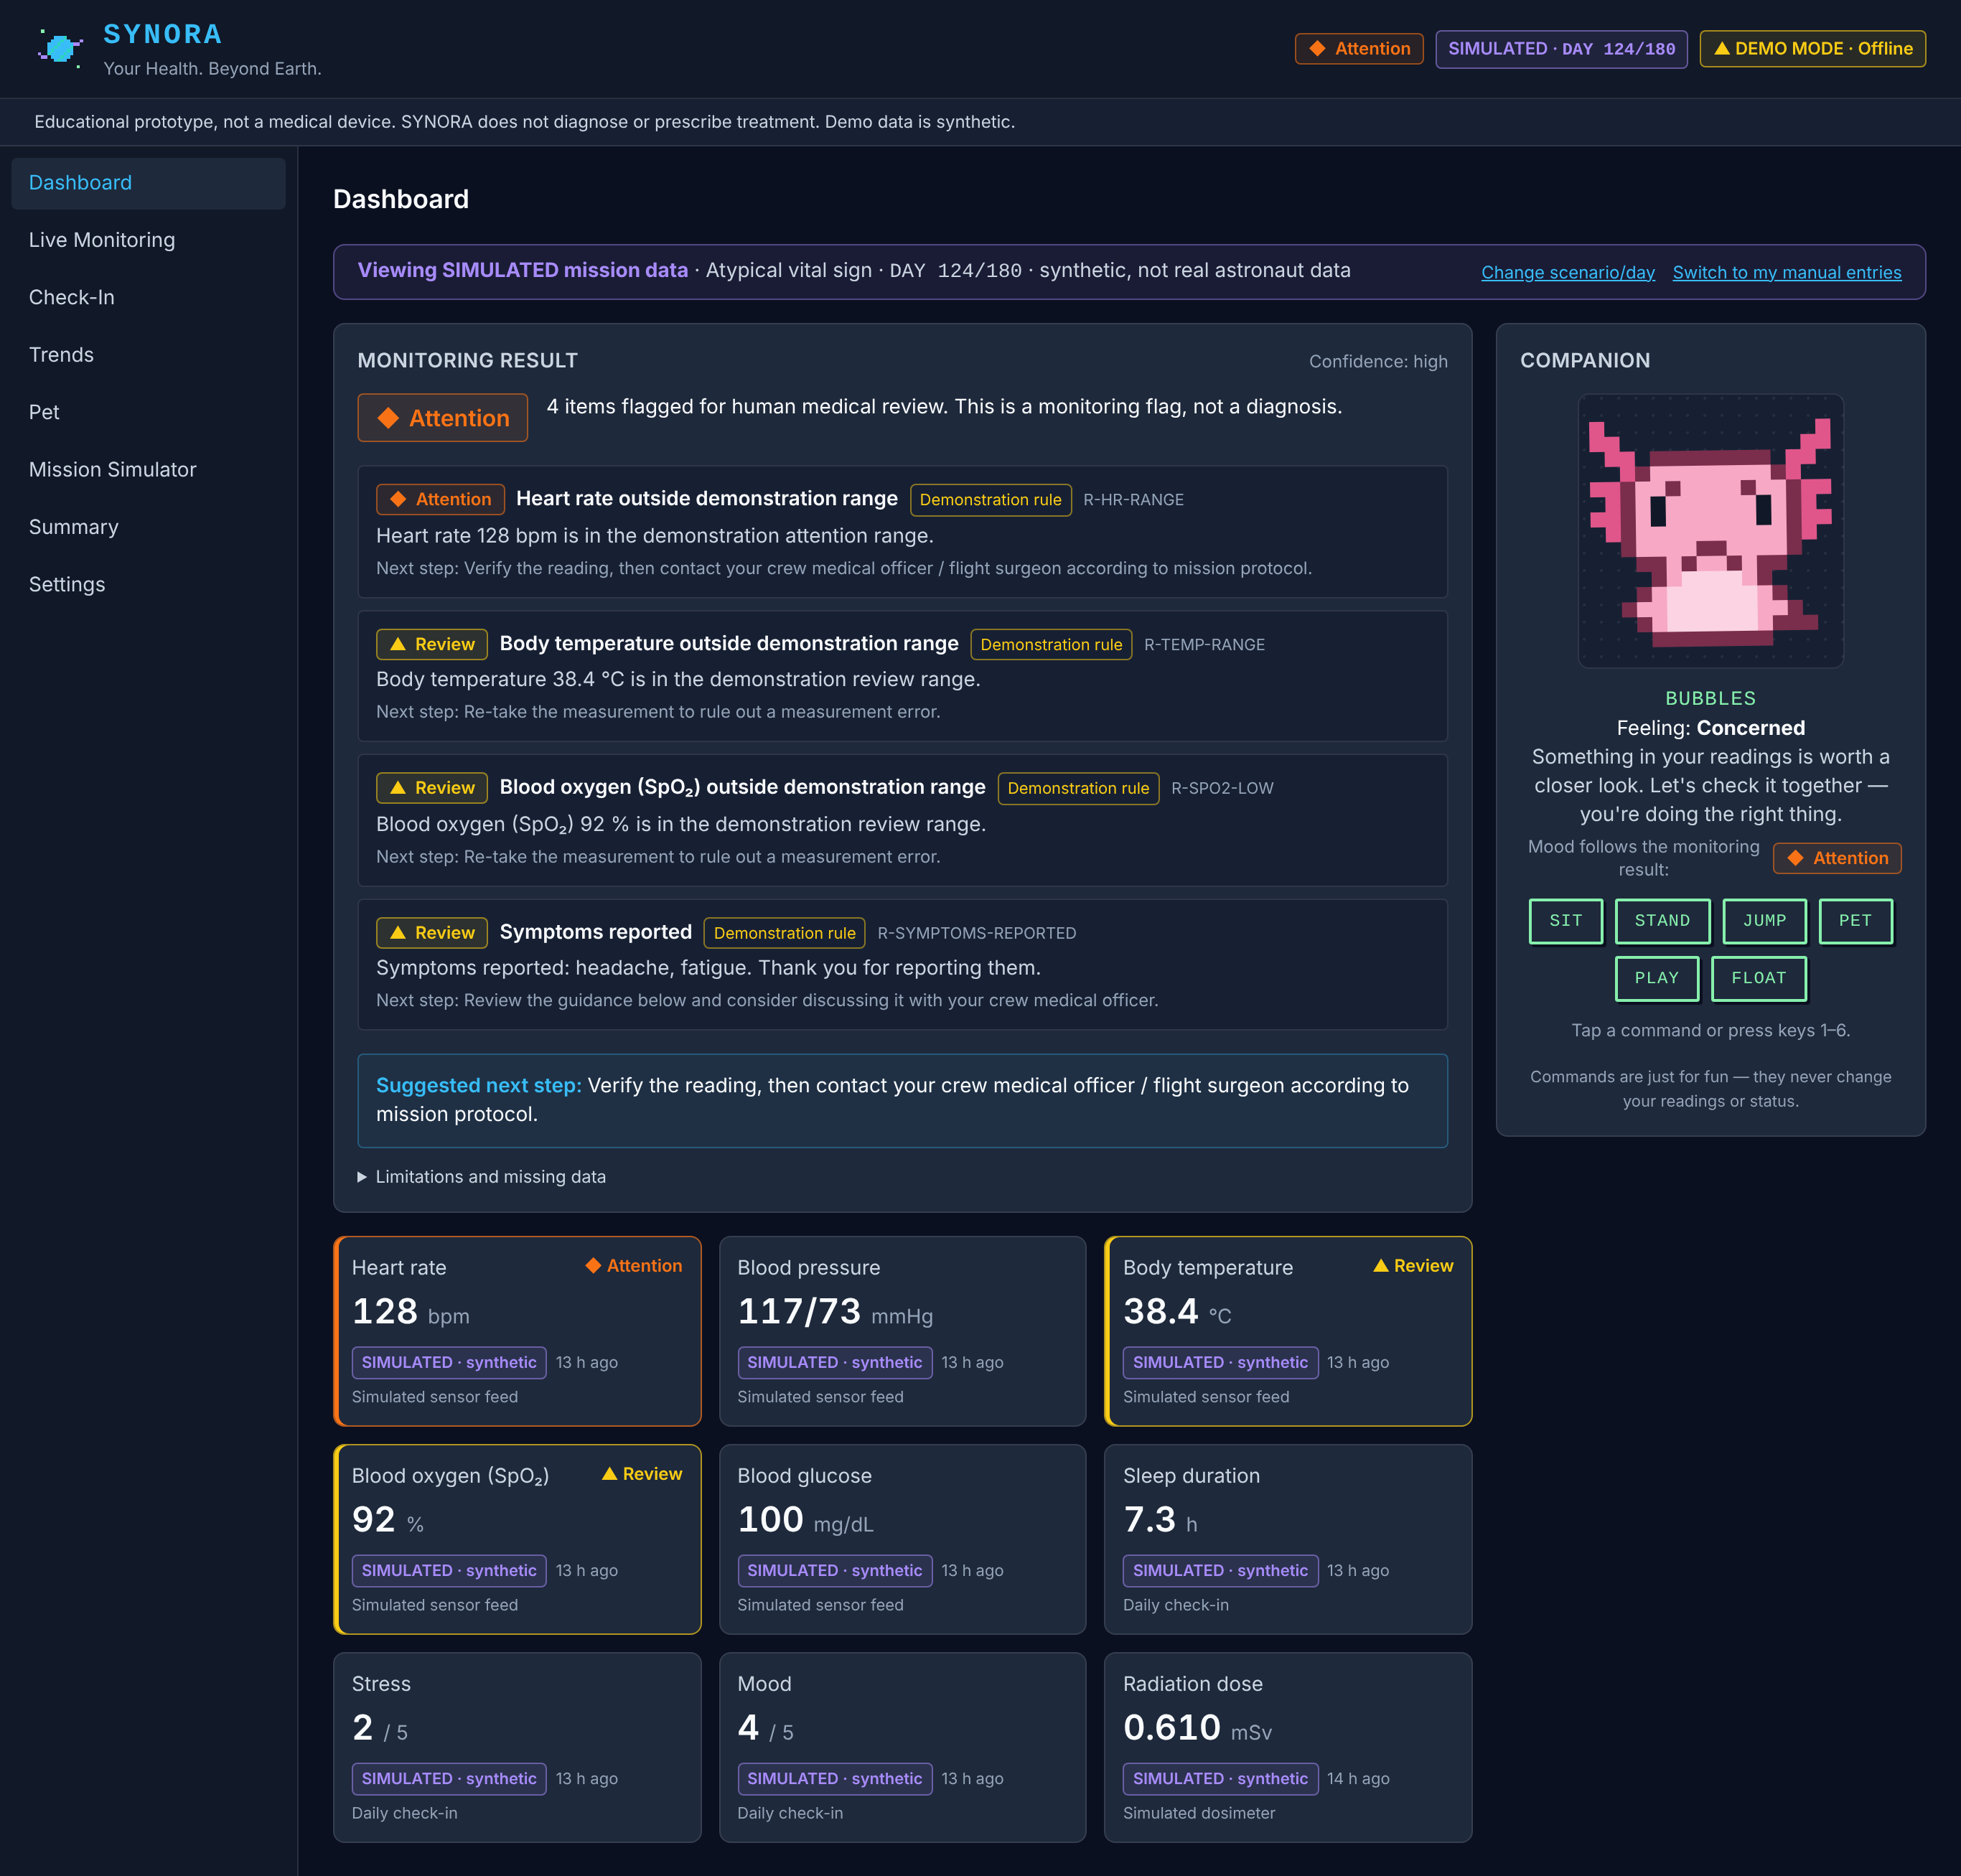 SYNORA
Your Health. Beyond Earth.
◆ Attention
SIMULATED · DAY 124/180
▲ DEMO MODE · Offline
Educational prototype, not a medical device. SYNORA does not diagnose or prescribe treatment. Demo data is synthetic.
Dashboard
Live Monitoring
Check-In
Trends
Pet
Mission Simulator
Summary
Settings
Dashboard
Viewing SIMULATED mission data · Atypical vital sign · DAY 124/180 · synthetic, not real astronaut data
Change scenario/day
Switch to my manual entries
MONITORING RESULT
Confidence: high
◆ Attention
4 items flagged for human medical review. This is a monitoring flag, not a diagnosis.
◆ Attention Heart rate outside demonstration range Demonstration rule R-HR-RANGE
Heart rate 128 bpm is in the demonstration attention range.
Next step: Verify the reading, then contact your crew medical officer / flight surgeon according to mission protocol.
▲ Review Body temperature outside demonstration range Demonstration rule R-TEMP-RANGE
Body temperature 38.4 °C is in the demonstration review range.
Next step: Re-take the measurement to rule out a measurement error.
▲ Review Blood oxygen (SpO₂) outside demonstration range Demonstration rule R-SPO2-LOW
Blood oxygen (SpO₂) 92 % is in the demonstration review range.
Next step: Re-take the measurement to rule out a measurement error.
▲ Review Symptoms reported Demonstration rule R-SYMPTOMS-REPORTED
Symptoms reported: headache, fatigue. Thank you for reporting them.
Next step: Review the guidance below and consider discussing it with your crew medical officer.
Suggested next step: Verify the reading, then contact your crew medical officer / flight surgeon according to
mission protocol.
▶ Limitations and missing data
COMPANION
BUBBLES
Feeling: Concerned
Something in your readings is worth a
closer look. Let's check it together —
you're doing the right thing.
Mood follows the monitoring
result:
◆ Attention
SIT
STAND
JUMP
PET
PLAY
FLOAT
Tap a command or press keys 1–6.
Commands are just for fun — they never change
your readings or status.
Heart rate
◆ Attention
128 bpm
SIMULATED · synthetic 13 h ago
Simulated sensor feed
Blood pressure
117/73 mmHg
SIMULATED · synthetic 13 h ago
Simulated sensor feed
Body temperature
▲ Review
38.4 °C
SIMULATED · synthetic 13 h ago
Simulated sensor feed
Blood oxygen (SpO₂)
▲ Review
92 %
SIMULATED · synthetic 13 h ago
Simulated sensor feed
Blood glucose
100 mg/dL
SIMULATED · synthetic 13 h ago
Simulated sensor feed
Sleep duration
7.3 h
SIMULATED · synthetic 13 h ago
Daily check-in
Stress
2 / 5
SIMULATED · synthetic 13 h ago
Daily check-in
Mood
4 / 5
SIMULATED · synthetic 13 h ago
Daily check-in
Radiation dose
0.610 mSv
SIMULATED · synthetic 14 h ago
Simulated dosimeter